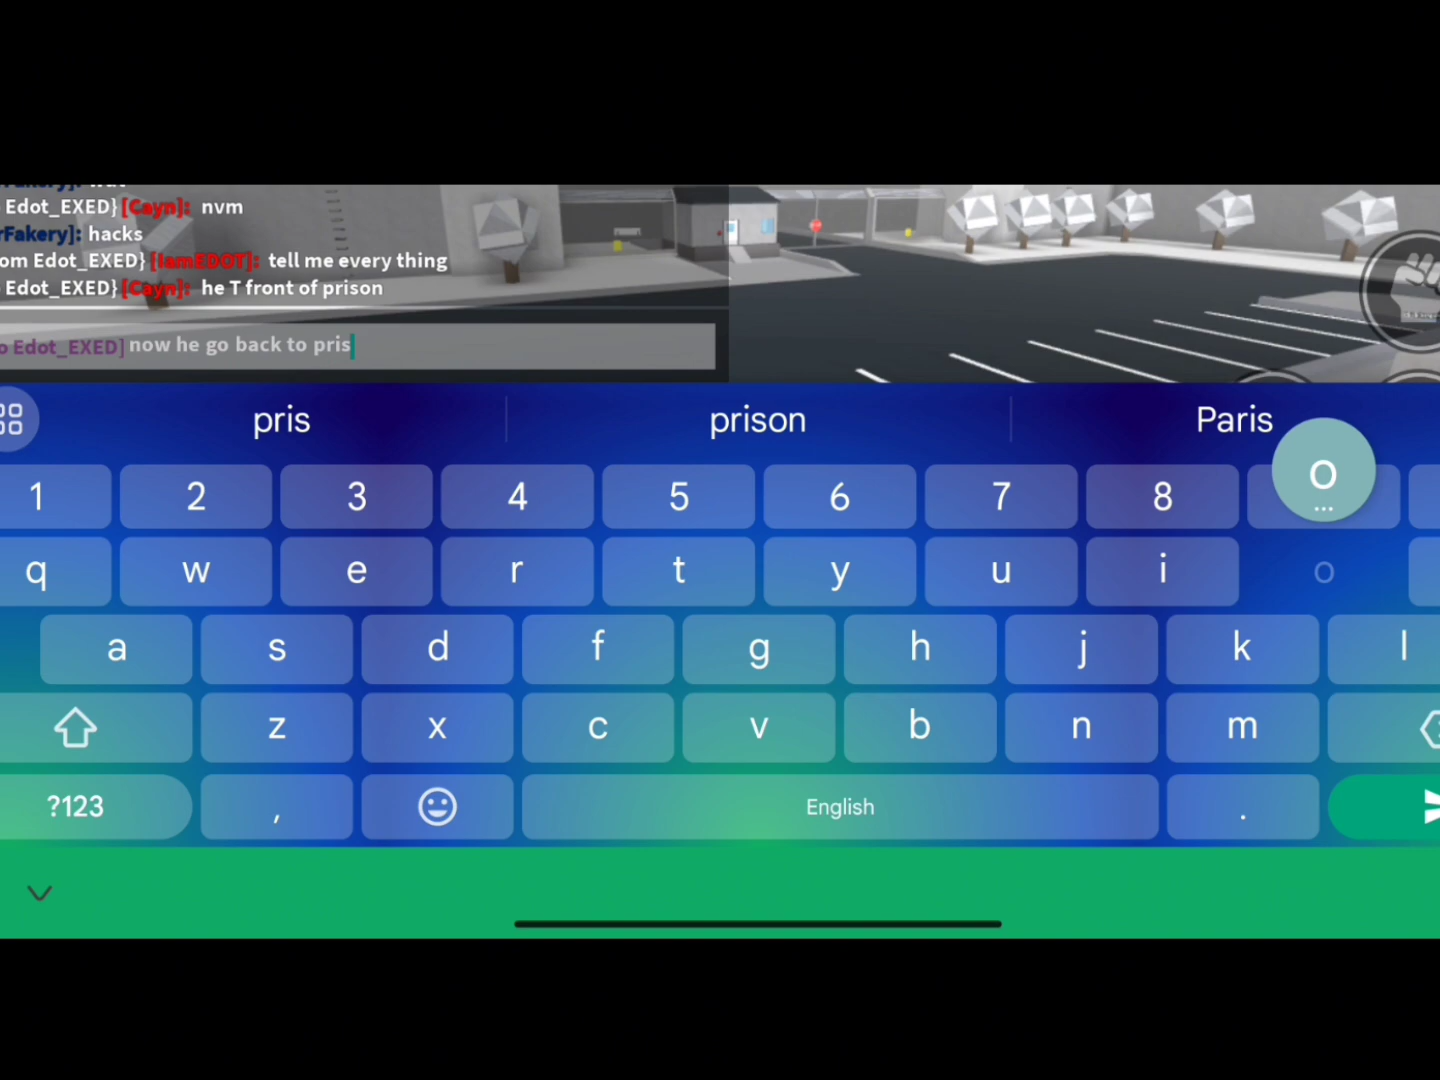 Edot_EXED} [Cayn]: nvm
rFakery]: hacks
om Edot_EXED} [IamEDOT]: tell me every thing
Edot_EXED} [Cayn]: he T front of prison
o Edot_EXED] now he go back to pris
pris prison Paris
1 2 3 4 5 6 7 8 o
q w e r t y u i o
a s d f g h j k l
z x c v b n m
?123 , English .